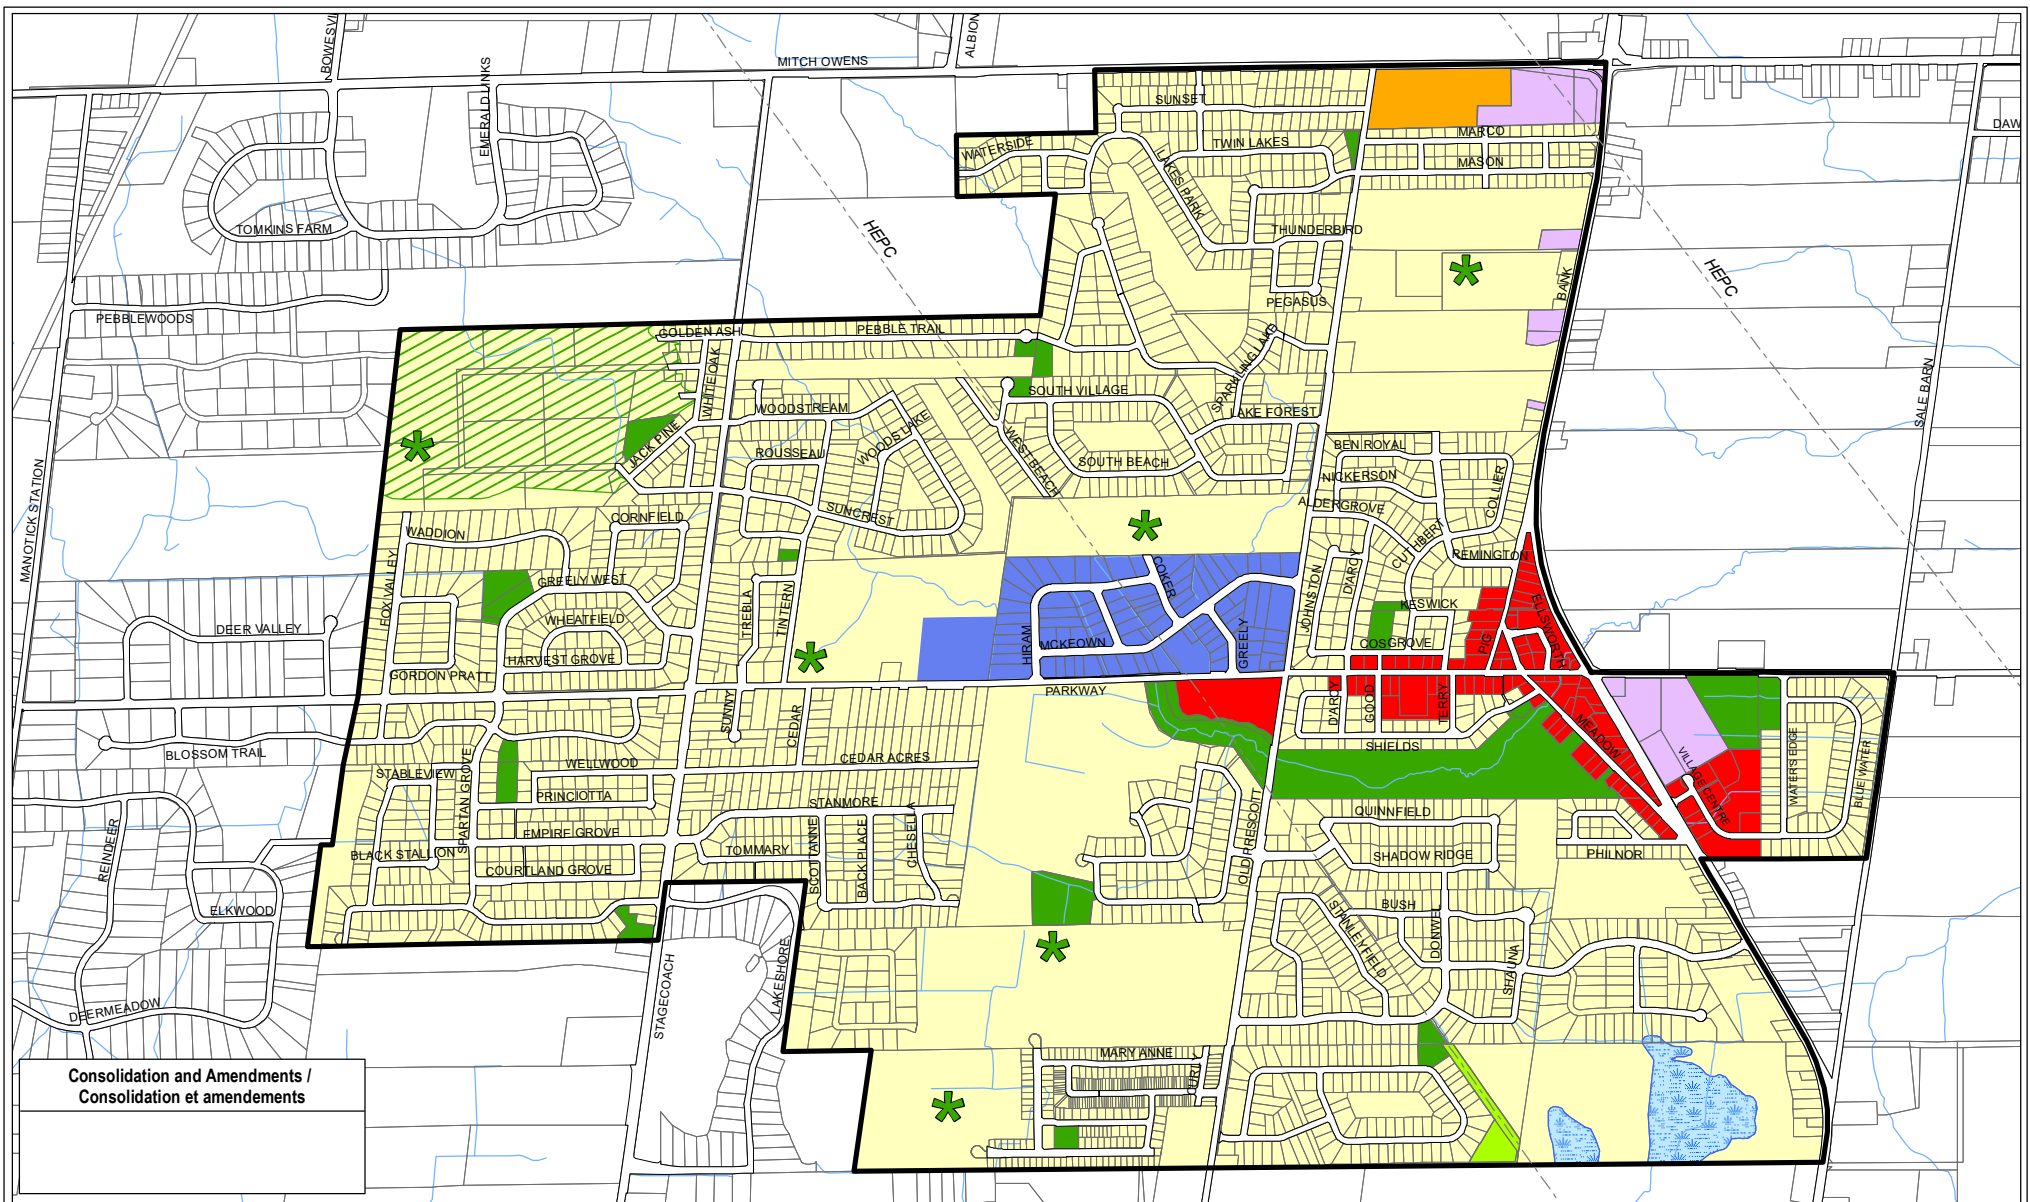 BOWESVI
ALBION
MITCH OWENS
EMERALD LINKS
SUNSET
MARCO
DAW
WATERSIDE
TWIN LAKES
MASON
LAKES PARK
TOMKINS FARM
HEPC
THUNDERBIRD
HEPC
BANK
PEGASUS
PEBBLEWOODS
GOLDEN ASH
PEBBLE TRAIL
SPARKLING LAKE
WHITE OAK
SOUTH VILLAGE
SALE BARN
WOODSTREAM
WOODS LAKE
LAKE FOREST
JACK PINE
ROUSSEAU
WEST BEACH
SOUTH BEACH
BEN ROYAL
NICKERSON
COLLIER
MANOTICK STATION
CORNFIELD
SUNCREST
ALDERGROVE
WADDION
CUTHBERT
REMINGTON
FOX VALLEY
GREELY WEST
COKER
D'ARCY
JOHNSTON
TREBLA
TINTERN
KESWICK
ELLSWORTH
DEER VALLEY
WHEATFIELD
HIRAM
MCKEOWN
GREELY
COSGROVE
PIG
HARVEST GROVE
GORDON PRATT
PARKWAY
SUNNY
CEDAR
D'ARCY
GOOD
TERRY
MEADOW
BLOSSOM TRAIL
SHIELDS
WATERS EDGE
BLUE WATER
VILLAGE CENTRE
STABLEVIEW
SPARTAN GROVE
WELLWOOD
CEDAR ACRES
PRINCIOTTA
STANMORE
QUINNFIELD
REINDEER
EMPIRE GROVE
CHESELLA
OLD PRESCOTT
BLACK STALLION
TOMMARY
SCOTTANNE
BACK PLACE
SHADOW RIDGE
PHILNOR
COURTLAND GROVE
ELKWOOD
BUSH
STANLEYFIELD
DONWEL
SHAUNA
LAKESHORE
STAGECOACH
DEERMEADOW
MARY ANNE
Consolidation and Amendments /
Consolidation et amendements